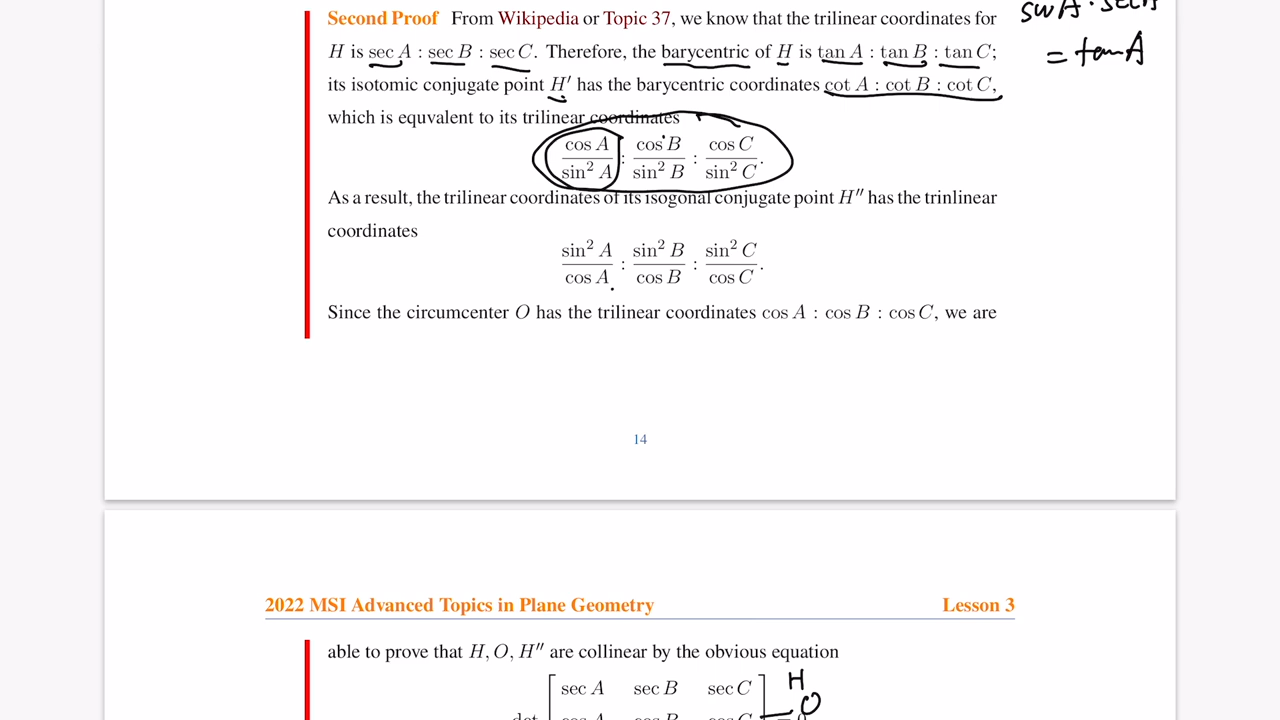 Second Proof From Wikipedia or Topic 37, we know that the trilinear coordinates for
H is sec A : sec B : sec C. Therefore, the barycentric of H is tan A : tan B : tan C;
its isotomic conjugate point H′ has the barycentric coordinates cot A : cot B : cot C,
which is equvalent to its trilinear coordinates
cos A / sin² A : cos B / sin² B : cos C / sin² C.
As a result, the trilinear coordinates of its isogonal conjugate point H″ has the trinlinear
coordinates
sin² A / cos A : sin² B / cos B : sin² C / cos C.
Since the circumcenter O has the trilinear coordinates cos A : cos B : cos C, we are
= tan A
14
2022 MSI Advanced Topics in Plane Geometry Lesson 3
able to prove that H, O, H″ are collinear by the obvious equation
sec A sec B sec C H
O